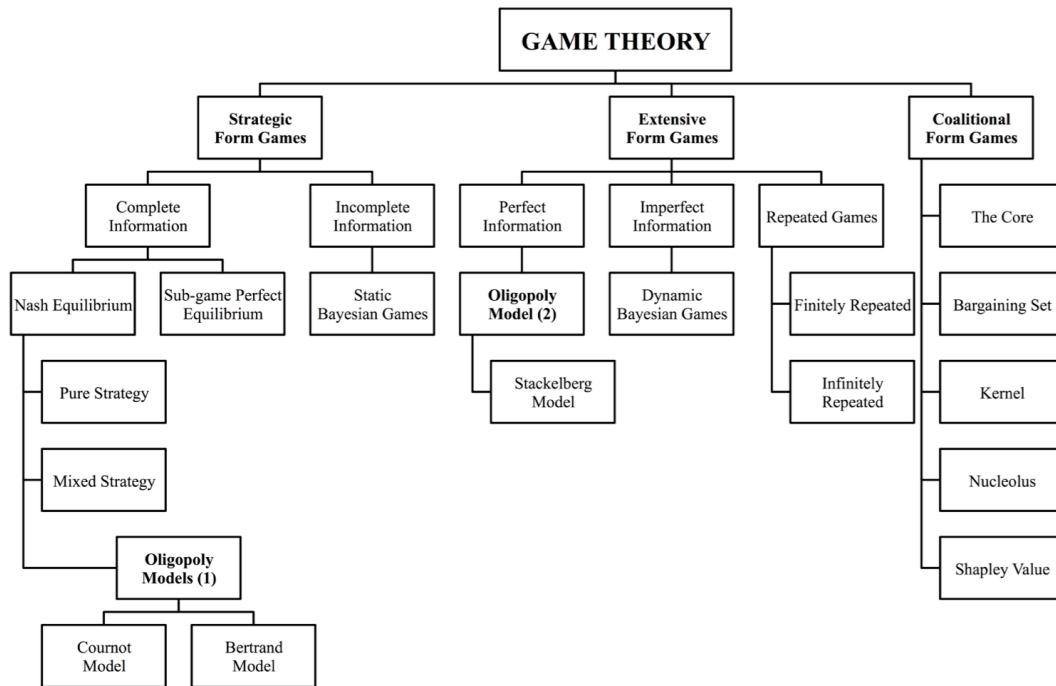 GAME THEORY
Strategic
Form Games
Extensive
Form Games
Coalitional
Form Games
Complete
Information
Incomplete
Information
Perfect
Information
Imperfect
Information
Repeated Games
The Core
Nash Equilibrium
Sub-game Perfect
Equilibrium
Static
Bayesian Games
Oligopoly
Model (2)
Dynamic
Bayesian Games
Finitely Repeated
Bargaining Set
Pure Strategy
Stackelberg
Model
Infinitely
Repeated
Kernel
Mixed Strategy
Nucleolus
Oligopoly
Models (1)
Shapley Value
Cournot
Model
Bertrand
Model